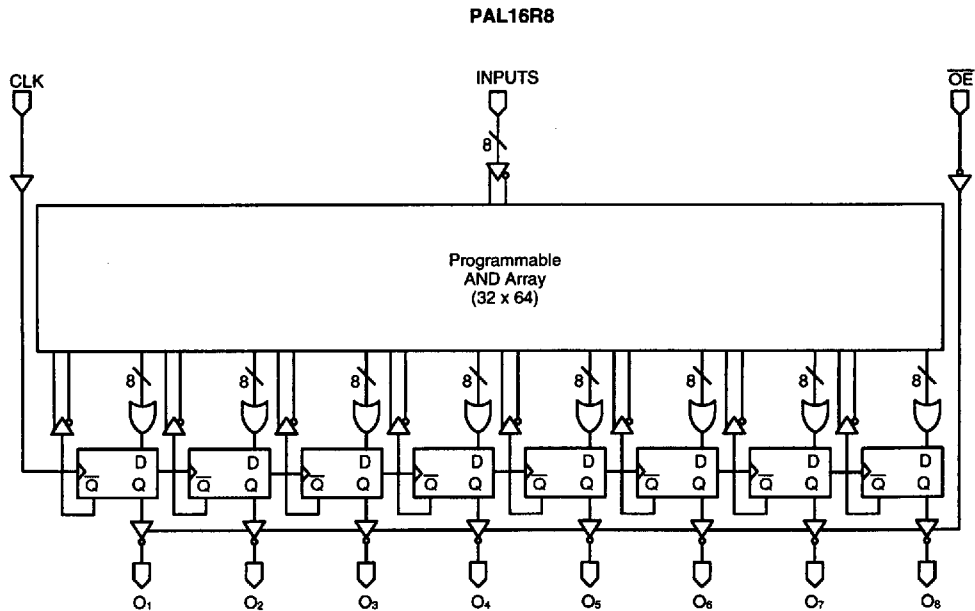 PAL16R8
CLK INPUTS O̅E̅
8
Programmable
AND Array
(32 x 64)
8 8 8 8 8 8 8 8
D D D D D D D D
Q̅ Q Q̅ Q Q̅ Q Q̅ Q Q̅ Q Q̅ Q Q̅ Q Q̅ Q
O₁ O₂ O₃ O₄ O₅ O₆ O₇ O₈